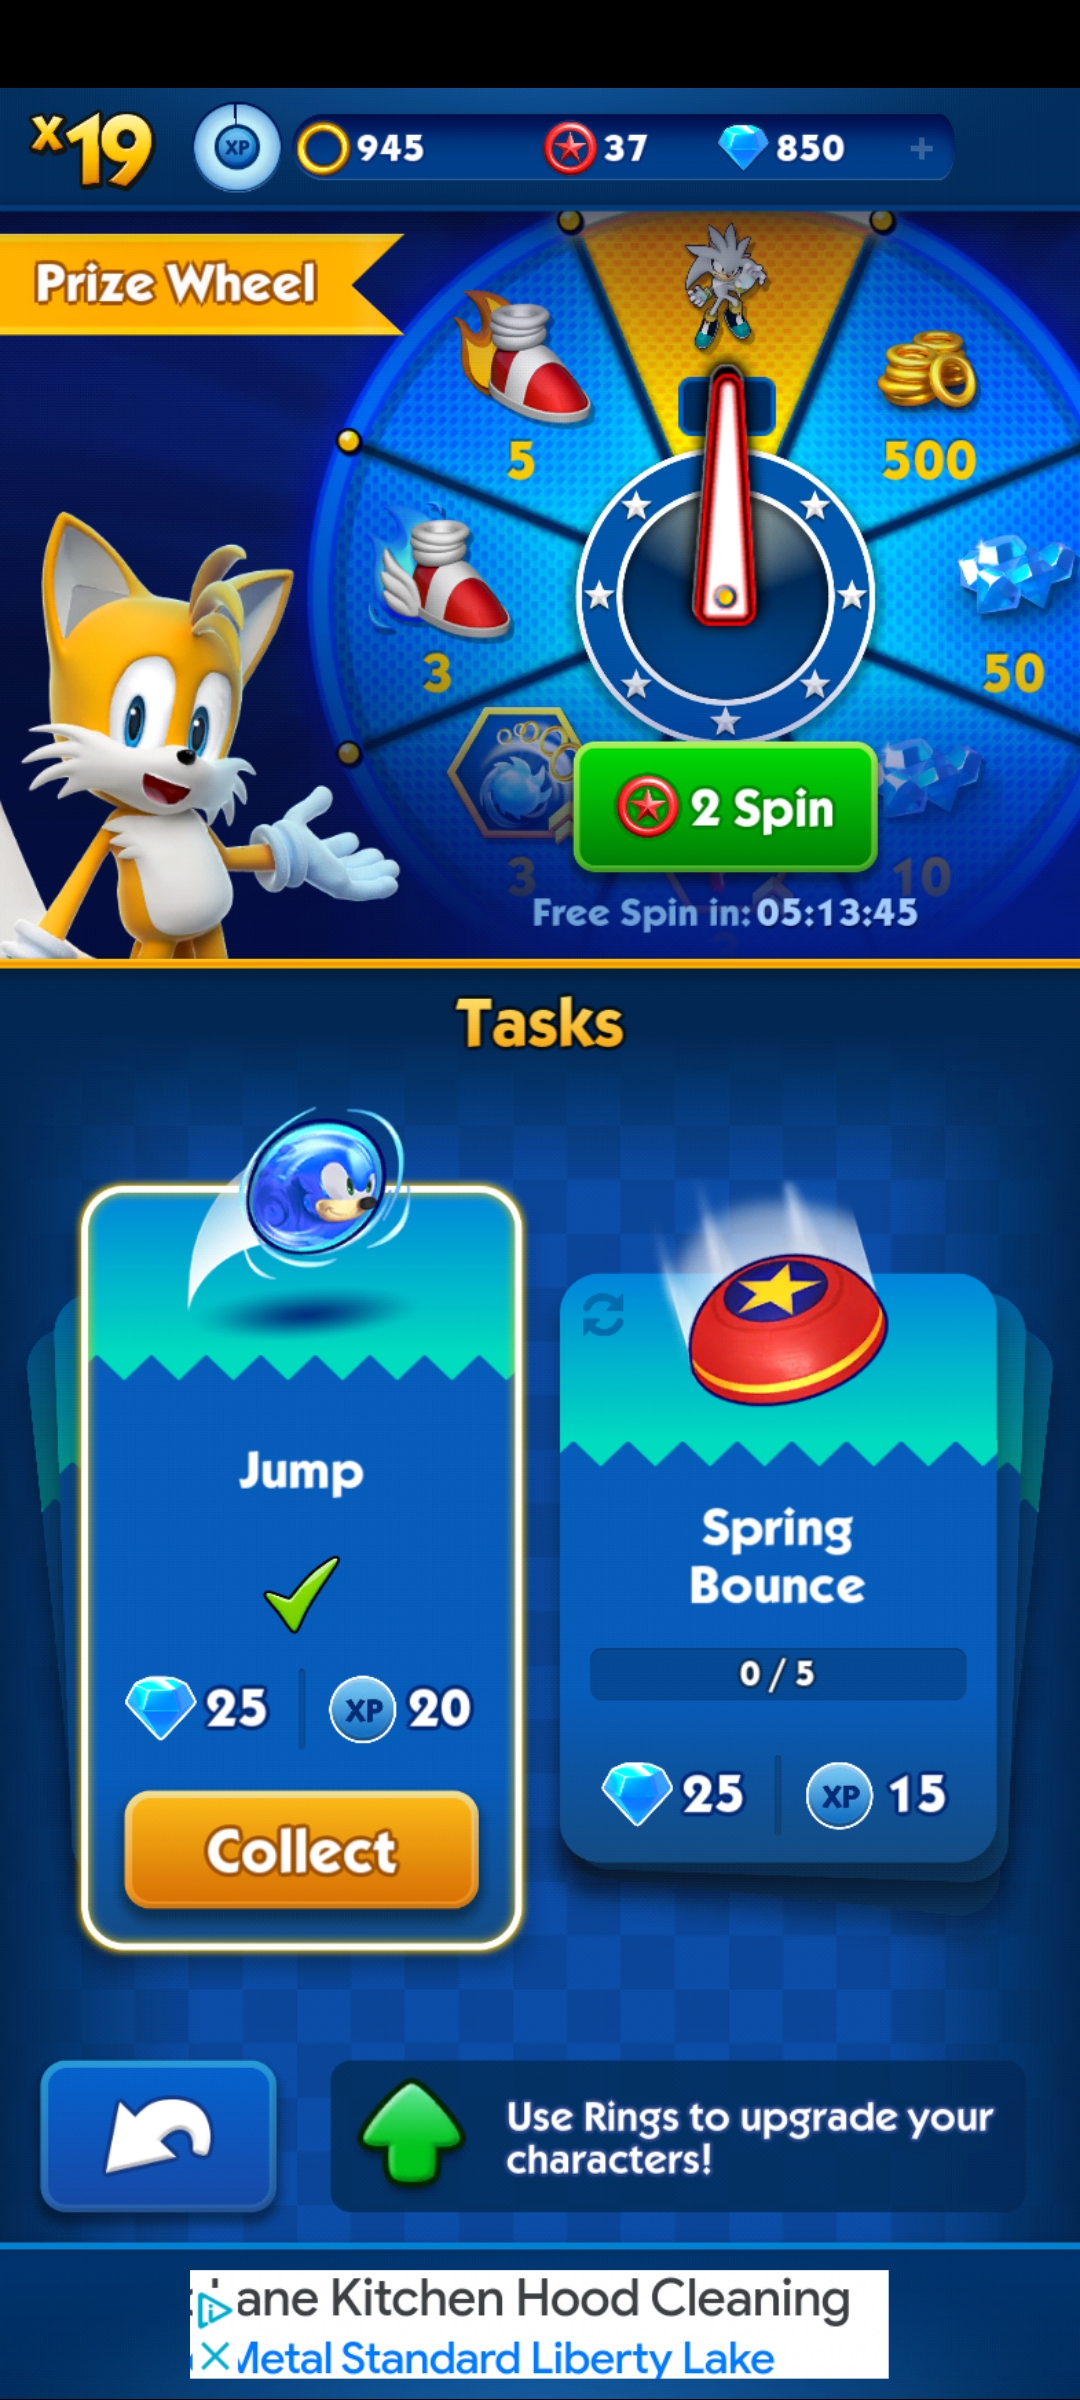 x19 XP 945 37 850 +
Prize Wheel
5
500
3
50
2 Spin
3
10
Free Spin in: 05:13:45
Tasks
Jump
25 XP 20
Collect
Spring
Bounce
0 / 5
25 XP 15
Use Rings to upgrade your
characters!
ane Kitchen Hood Cleaning
Metal Standard Liberty Lake